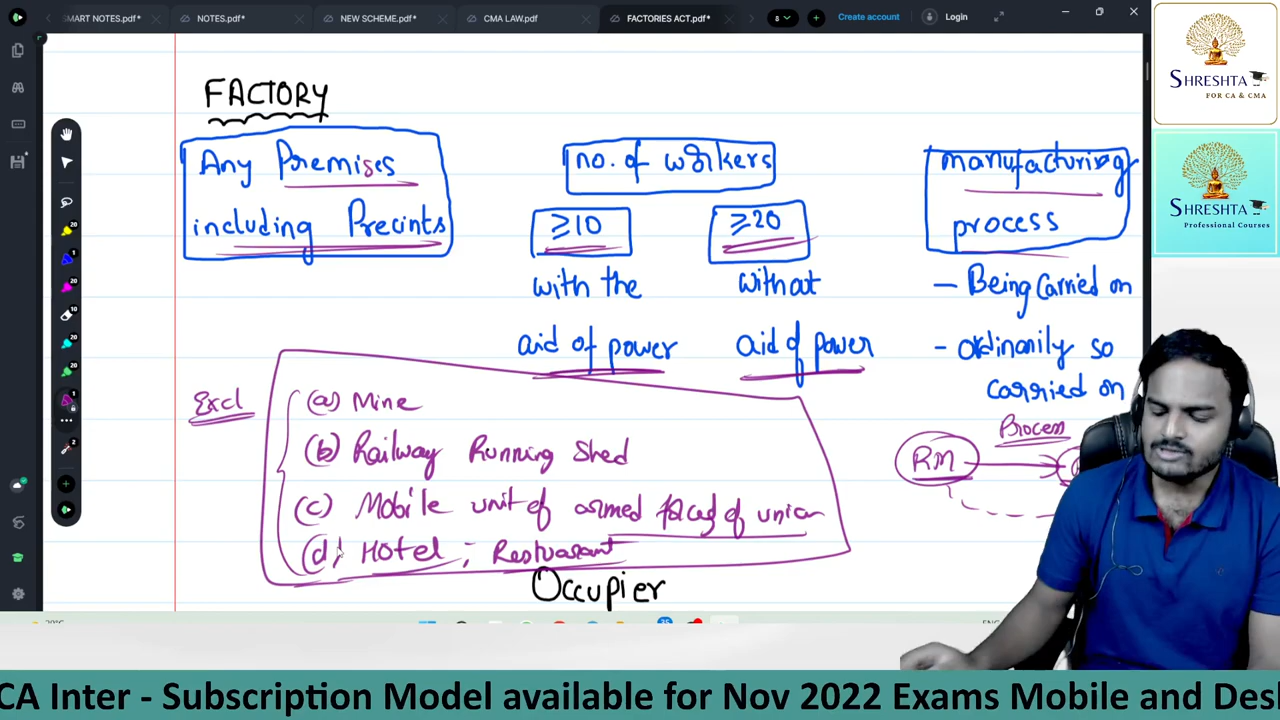 SMART NOTES.pdf*
NOTES.pdf*
NEW SCHEME.pdf*
CMA LAW.pdf
FACTORIES ACT.pdf*
8
Create account
Login
SHRESHTA
FOR CA & CMA
SHRESHTA
Professional Courses
FACTORY
Any Premises
including Precints
no. of workers
≥10
≥20
with the
aid of power
without
aid of power
manufacturing
process
- Being carried on
- ordinarily so
carried on
Process
RM
Excl
(a) Mine
(b) Railway Running Shed
(c) Mobile unit of armed forces of union
(d) Hotel ; Restuarant
Occupier
CA Inter - Subscription Model available for Nov 2022 Exams Mobile and Des